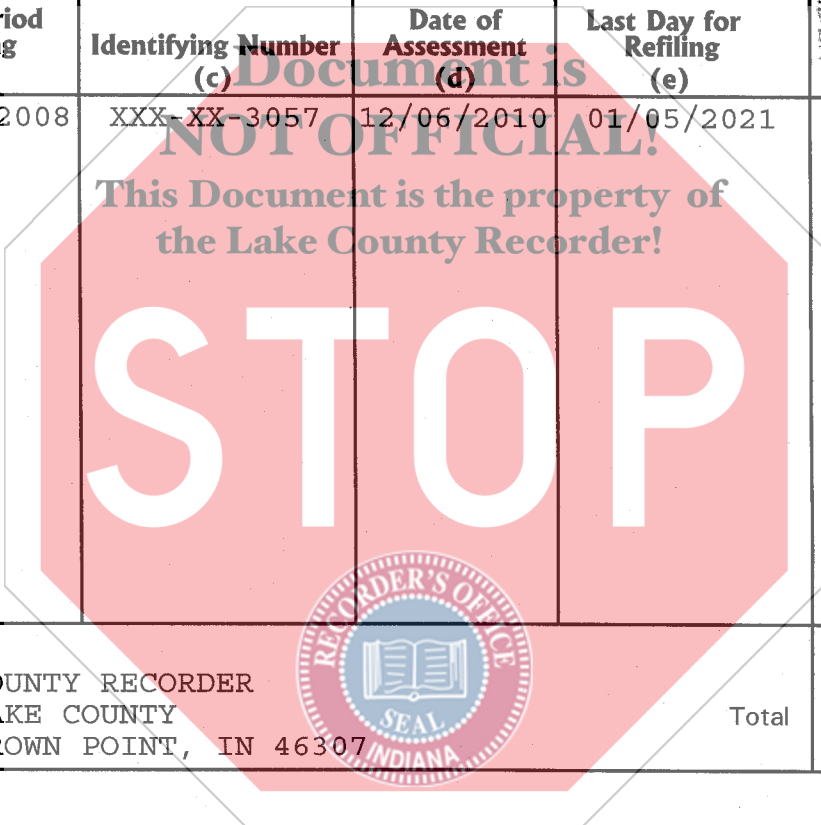 riod Date of Last Day for
g Identifying Number Assessment Refiling
(c) (d) (e)
Document is
2008 XXX-XX-3057 12/06/2010 01/05/2021
NOT OFFICIAL!
This Document is the property of
the Lake County Recorder!
STOP
RECORDER'S OFFICE
SEAL
INDIANA
OUNTY RECORDER
AKE COUNTY Total
ROWN POINT, IN 46307